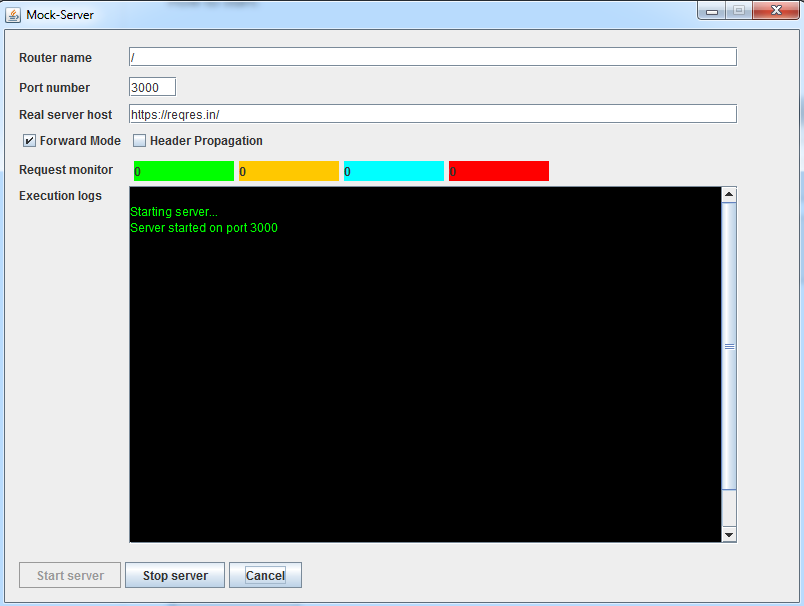 Mock-Server
Router name /
Port number 3000
Real server host https://reqres.in/
Forward Mode Header Propagation
Request monitor 0 0 0 0
Execution logs
Starting server...
Server started on port 3000
Start server Stop server Cancel